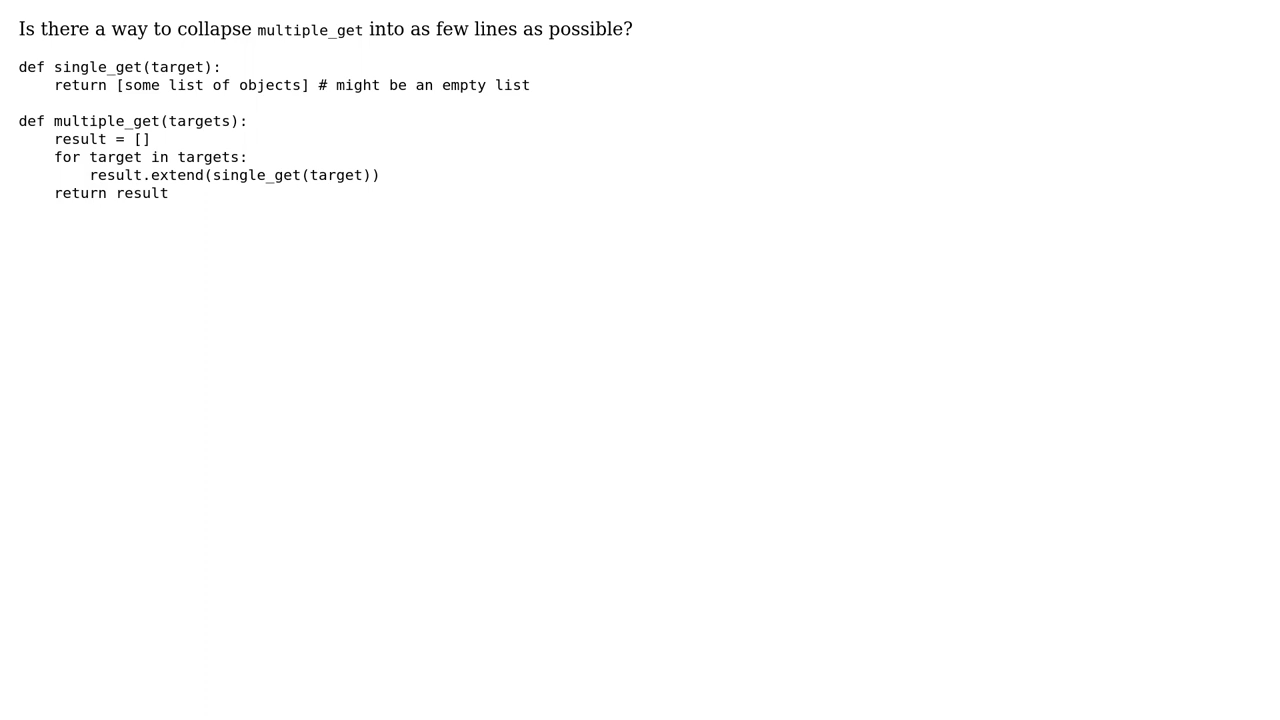 Is there a way to collapse multiple_get into as few lines as possible?
def single_get(target):
    return [some list of objects] # might be an empty list
def multiple_get(targets):
    result = []
    for target in targets:
        result.extend(single_get(target))
    return result